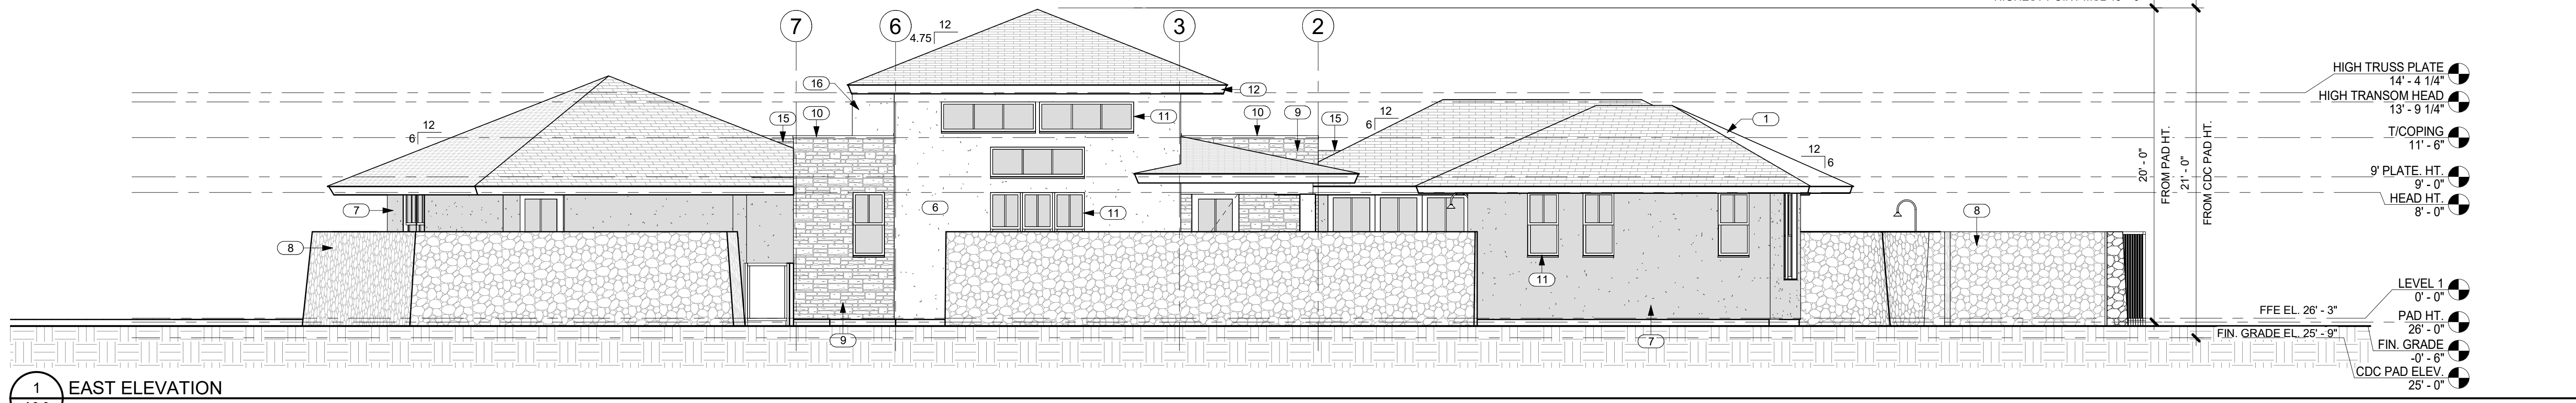 7
6
3
2
12
4.75
16
12
15
10
11
10
9
15
12
6
1
12
6
12
6
7
6
11
8
8
11
9
7
20' - 0"
FROM PAD HT.
21' - 0"
FROM CDC PAD HT.
HIGH TRUSS PLATE
14' - 4 1/4"
HIGH TRANSOM HEAD
13' - 9 1/4"
T/COPING
11' - 6"
9' PLATE. HT.
9' - 0"
HEAD HT.
8' - 0"
LEVEL 1
0' - 0"
FFE EL. 26' - 3"
PAD HT.
26' - 0"
FIN. GRADE EL. 25' - 9"
FIN. GRADE
-0' - 6"
CDC PAD ELEV.
25' - 0"
1
EAST ELEVATION